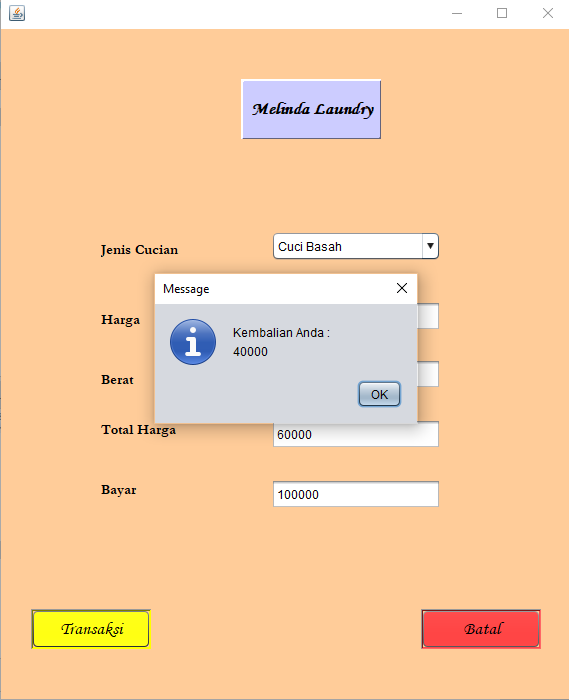 Melinda Laundry
Jenis Cucian
Cuci Basah
Message
Harga
Kembalian Anda :
40000
Berat
OK
Total Harga
60000
Bayar
100000
Transaksi
Batal